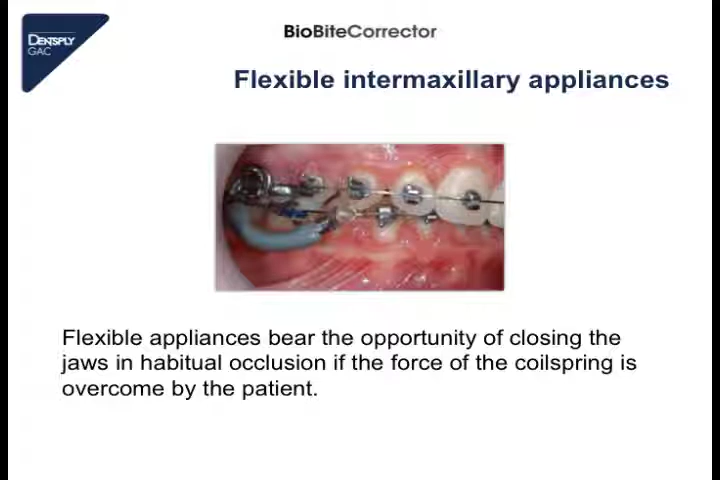 DENTSPLY
GAC
BioBiteCorrector
Flexible intermaxillary appliances
Flexible appliances bear the opportunity of closing the
jaws in habitual occlusion if the force of the coilspring is
overcome by the patient.